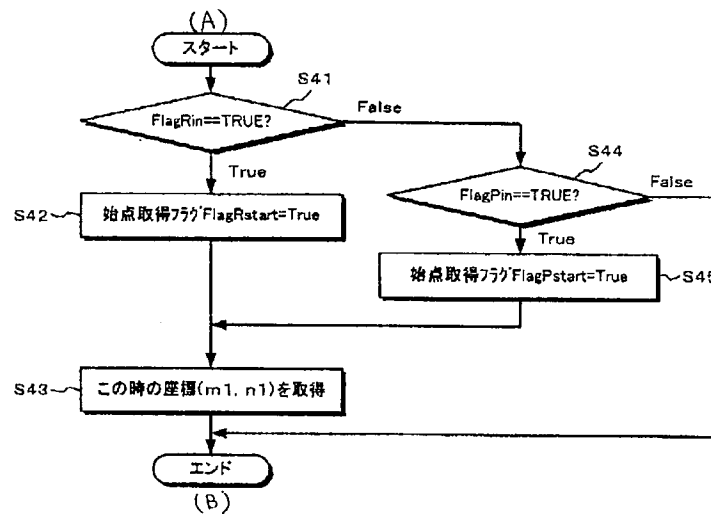 (A)
スタート
S41
FlagRin==TRUE?
False
True
S44
FlagPin==TRUE?
False
True
S42
始点取得フラグFlagRstart=True
始点取得フラグFlagPstart=True
S45
S43
この時の座標(m1, n1)を取得
エンド
(B)